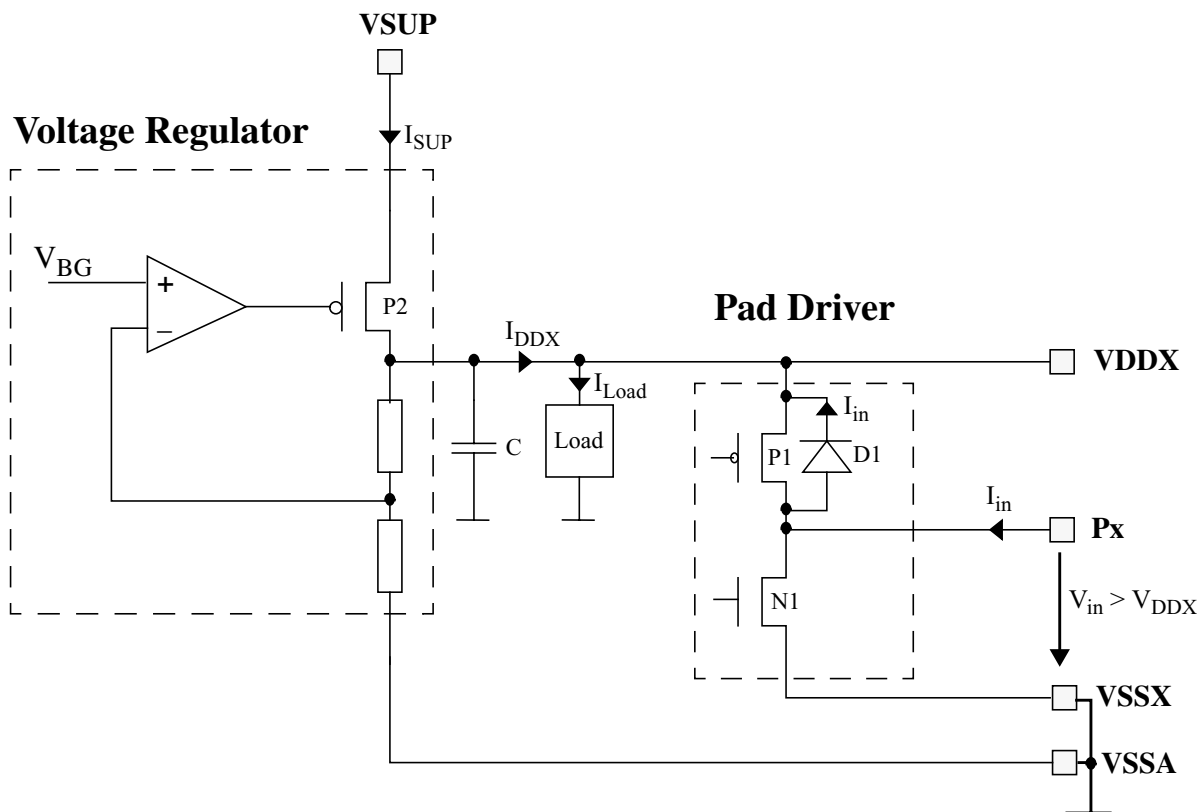 VSUP
Voltage Regulator
I_SUP
V_BG
+
−
P2
Pad Driver
I_DDX
VDDX
I_Load
I_in
C
Load
P1
D1
I_in
Px
N1
V_in > V_DDX
VSSX
VSSA